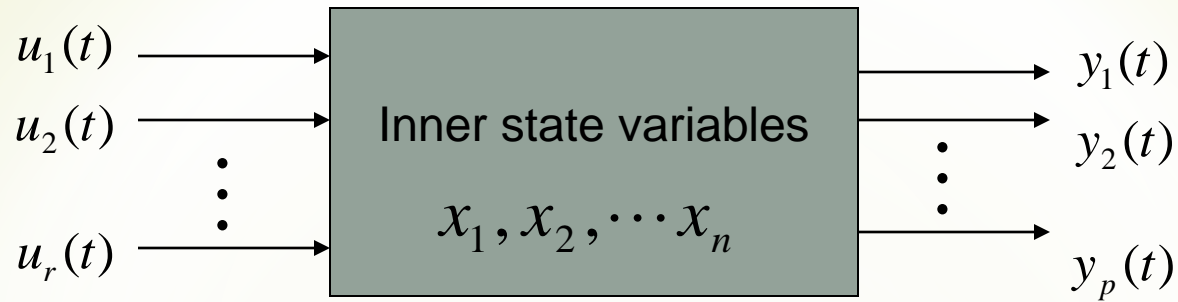 u₁(t)
u₂(t)
⋮
uᵣ(t)
Inner state variables
x₁, x₂, ⋯ xₙ
y₁(t)
y₂(t)
⋮
yₚ(t)